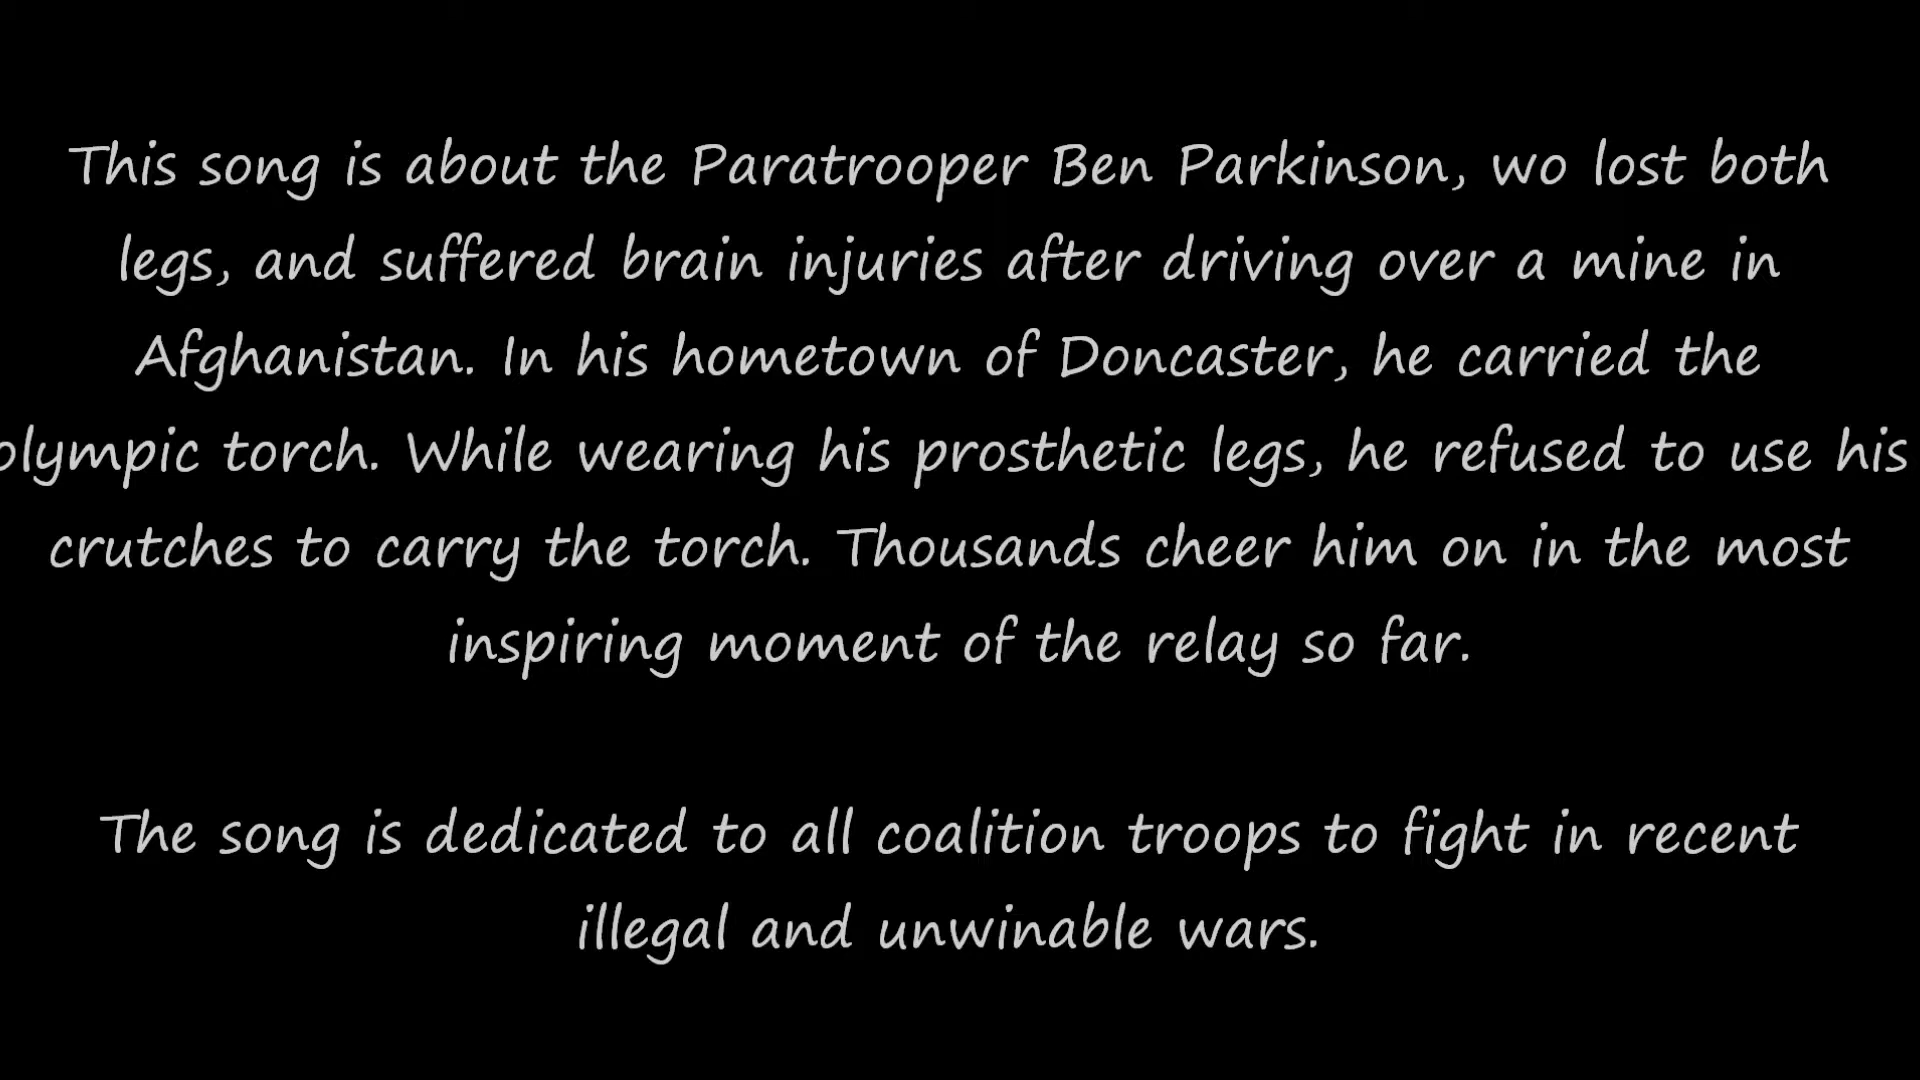 This song is about the Paratrooper Ben Parkinson, wo lost both
legs, and suffered brain injuries after driving over a mine in
Afghanistan. In his hometown of Doncaster, he carried the
olympic torch. While wearing his prosthetic legs, he refused to use his
crutches to carry the torch. Thousands cheer him on in the most
inspiring moment of the relay so far.
The song is dedicated to all coalition troops to fight in recent
illegal and unwinable wars.